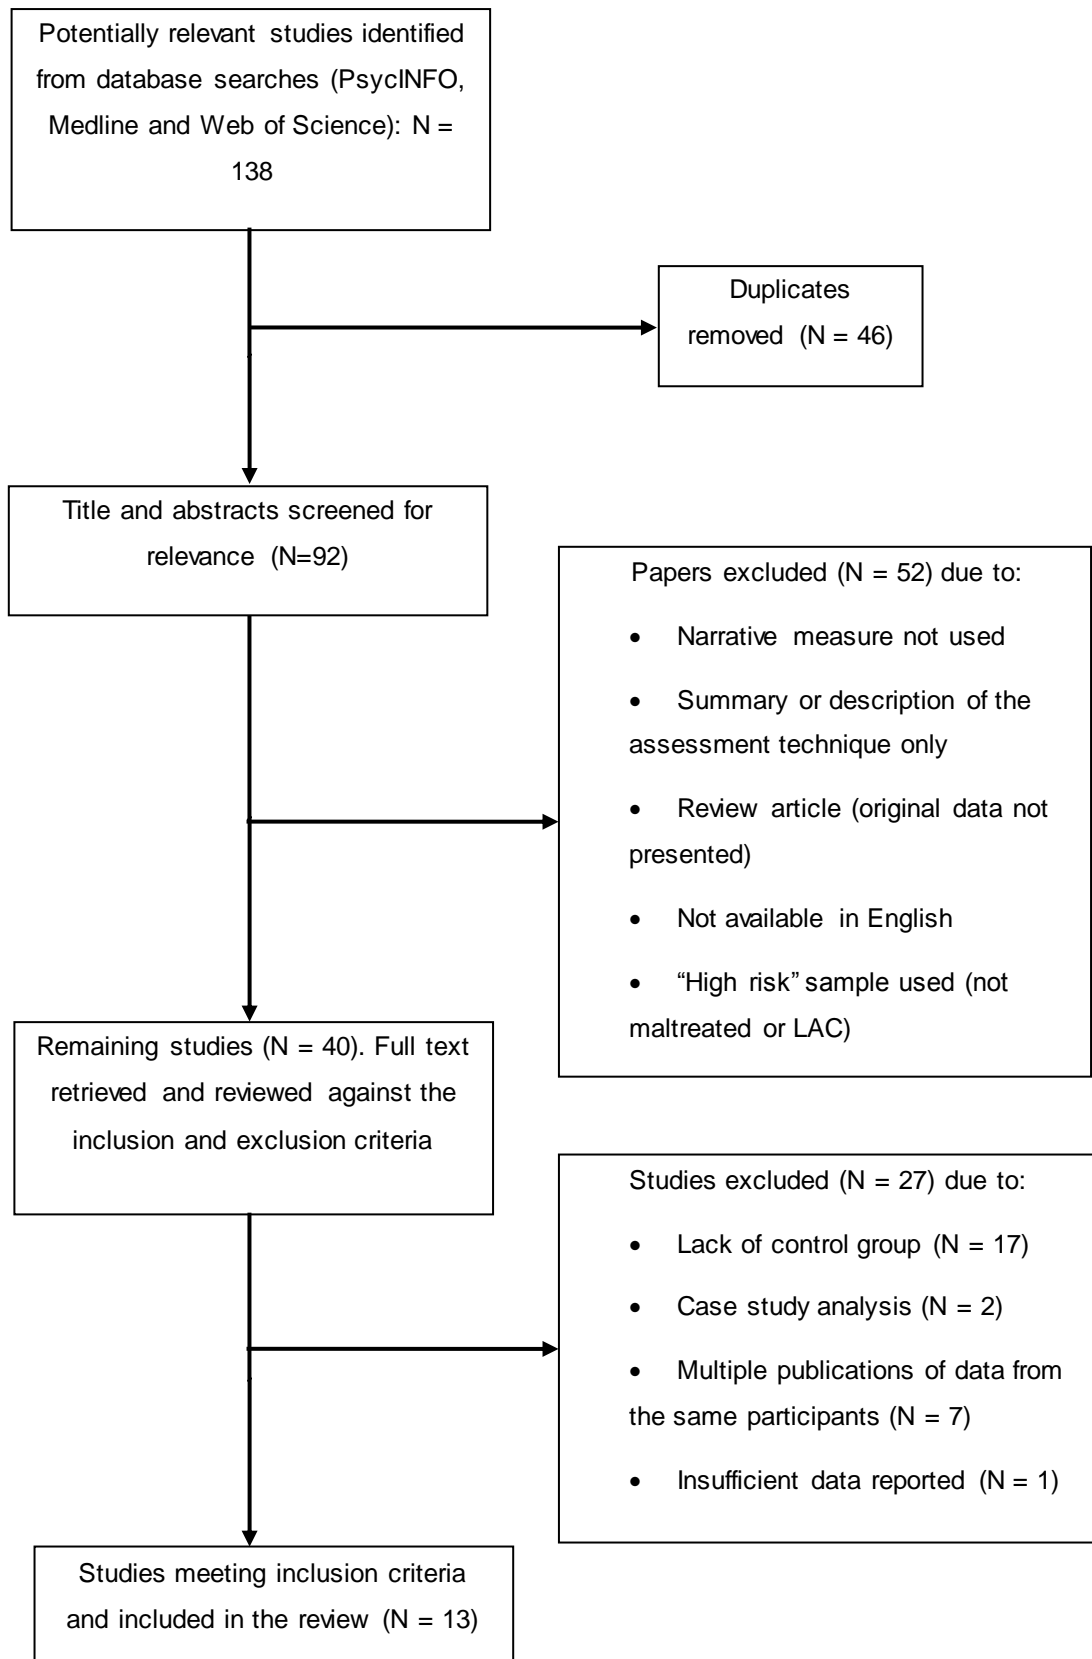 Potentially relevant studies identified
from database searches (PsycINFO,
Medline and Web of Science): N =
138
Duplicates
removed (N = 46)
Title and abstracts screened for
relevance (N=92)
Papers excluded (N = 52) due to:
• Narrative measure not used
• Summary or description of the
assessment technique only
• Review article (original data not
presented)
• Not available in English
• “High risk” sample used (not
maltreated or LAC)
Remaining studies (N = 40). Full text
retrieved and reviewed against the
inclusion and exclusion criteria
Studies excluded (N = 27) due to:
• Lack of control group (N = 17)
• Case study analysis (N = 2)
• Multiple publications of data from
the same participants (N = 7)
• Insufficient data reported (N = 1)
Studies meeting inclusion criteria
and included in the review (N = 13)